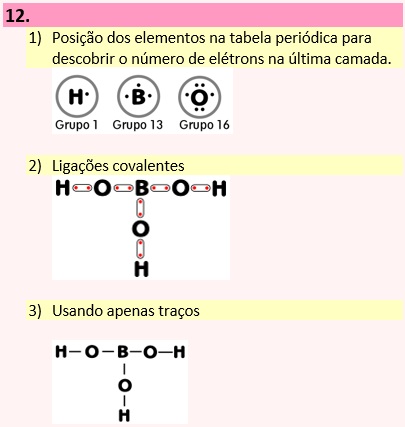 12.
1) Posição dos elementos na tabela periódica para
descobrir o número de elétrons na última camada.
H B O
Grupo 1 Grupo 13 Grupo 16
2) Ligações covalentes
H O B O H
O
H
3) Usando apenas traços
H–O–B–O–H
O
H